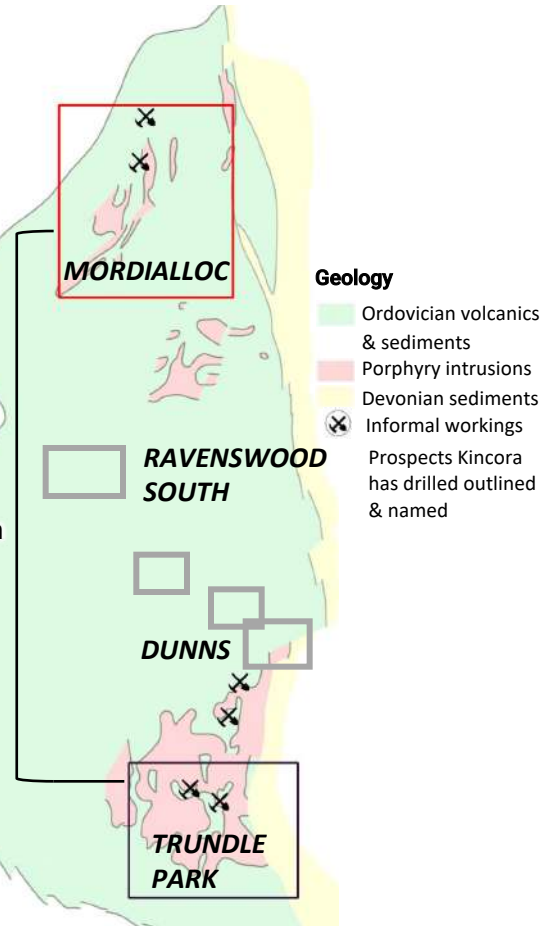 MORDIALLOC
Geology
Ordovician volcanics
& sediments
Porphyry intrusions
Devonian sediments
Informal workings
Prospects Kincora
has drilled outlined
& named
RAVENSWOOD
SOUTH
DUNNS
TRUNDLE
PARK